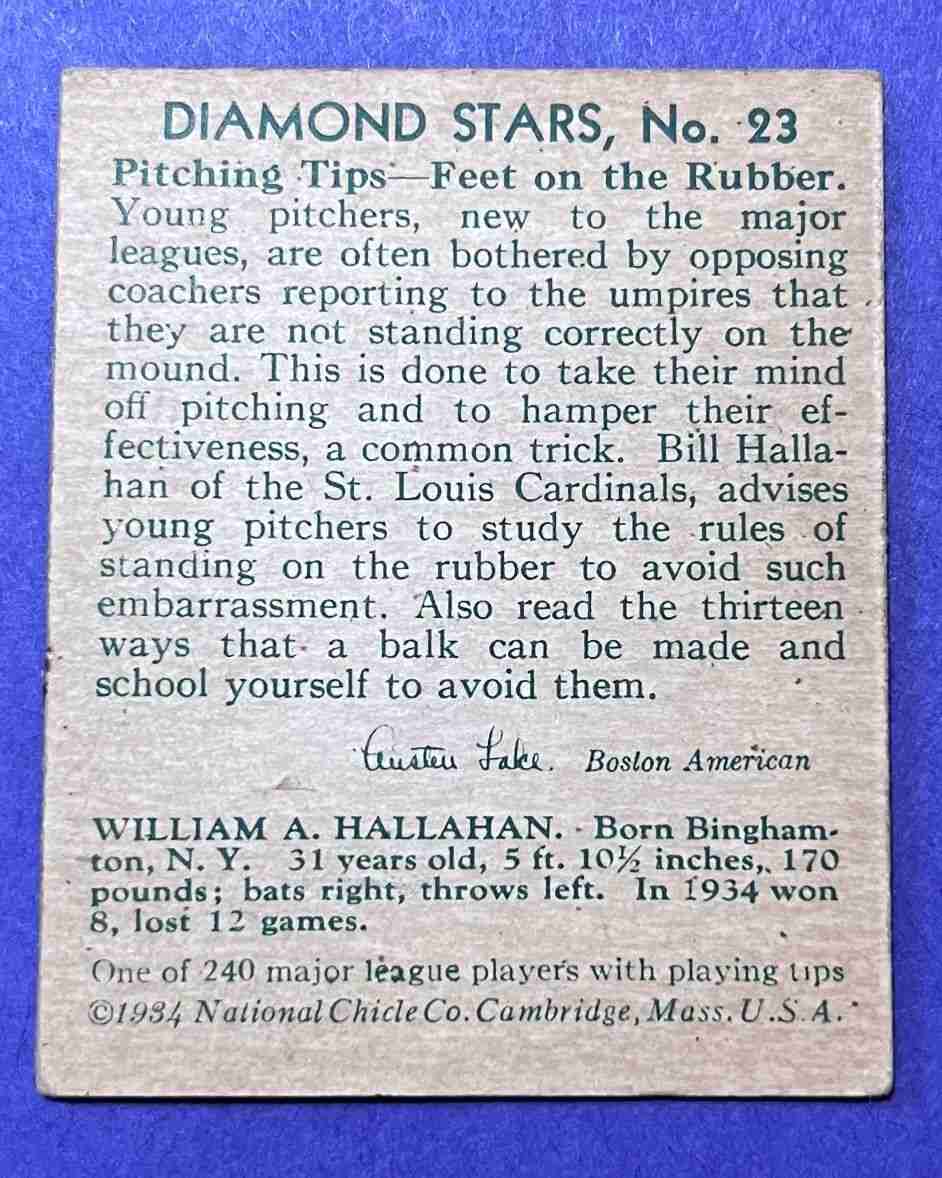 DIAMOND STARS, No. 23
Pitching Tips—Feet on the Rubber.
Young pitchers, new to the major
leagues, are often bothered by opposing
coachers reporting to the umpires that
they are not standing correctly on the
mound. This is done to take their mind
off pitching and to hamper their ef-
fectiveness, a common trick. Bill Halla-
han of the St. Louis Cardinals, advises
young pitchers to study the rules of
standing on the rubber to avoid such
embarrassment. Also read the thirteen
ways that a balk can be made and
school yourself to avoid them.
Austen Lake. Boston American
WILLIAM A. HALLAHAN. Born Bingham-
ton, N. Y. 31 years old, 5 ft. 10½ inches, 170
pounds; bats right, throws left. In 1934 won
8, lost 12 games.
One of 240 major league players with playing tips
©1934 National Chicle Co. Cambridge, Mass. U.S.A.